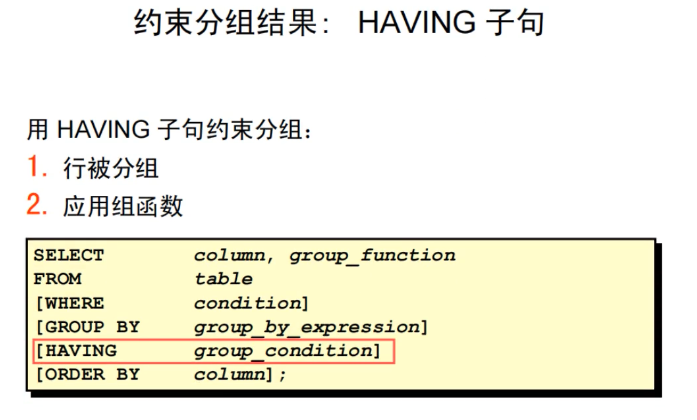 约束分组结果： HAVING 子句
用 HAVING 子句约束分组：
1. 行被分组
2. 应用组函数
SELECT column, group_function
FROM table
[WHERE condition]
[GROUP BY group_by_expression]
[HAVING group_condition]
[ORDER BY column];